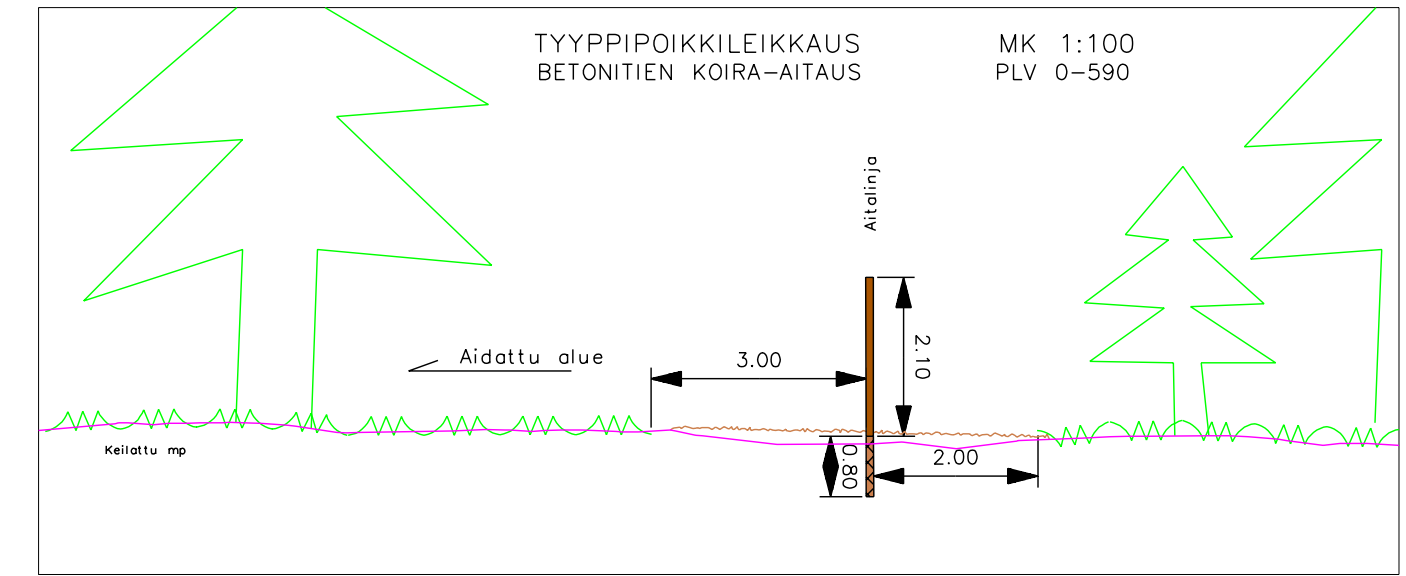 TYYPPIPOIKKILEIKKAUS
BETONITIEN KOIRA-AITAUS
MK 1:100
PLV 0-590
Aitalinja
Aidattu alue
3.00
2.10
Keilattu mp
0.80
2.00